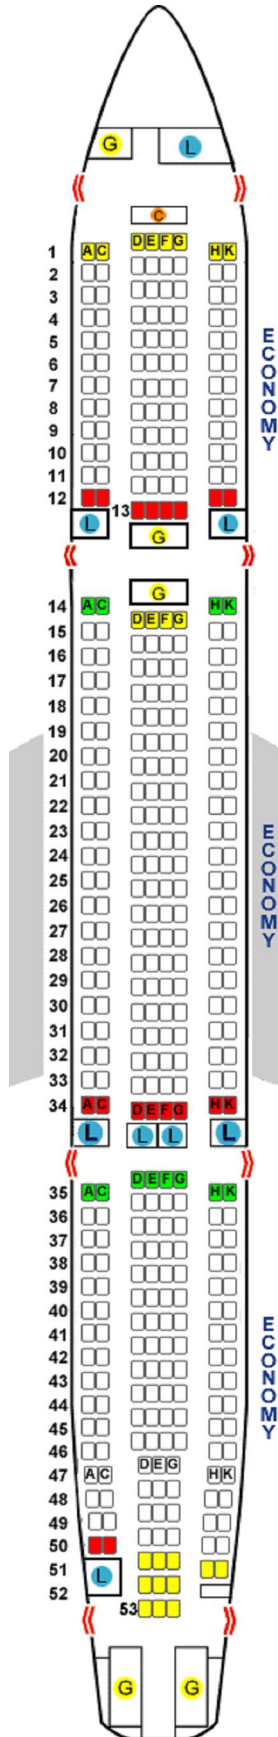 G L
C
D E F G
1 A C H K
2
3
4
5
6
7
8
9
10
11
12
13
L G L
G
14 A C H K
D E F G
15
16
17
18
19
20
21
22
23
24
25
26
27
28
29
30
31
32
33
34 A C D E F G H K
L L L L
D E F G
35 A C H K
36
37
38
39
40
41
42
43
44
45
46
D E G
47 A C H K
48
49
50
51
L
52
53
G G
ECONOMY
ECONOMY
ECONOMY